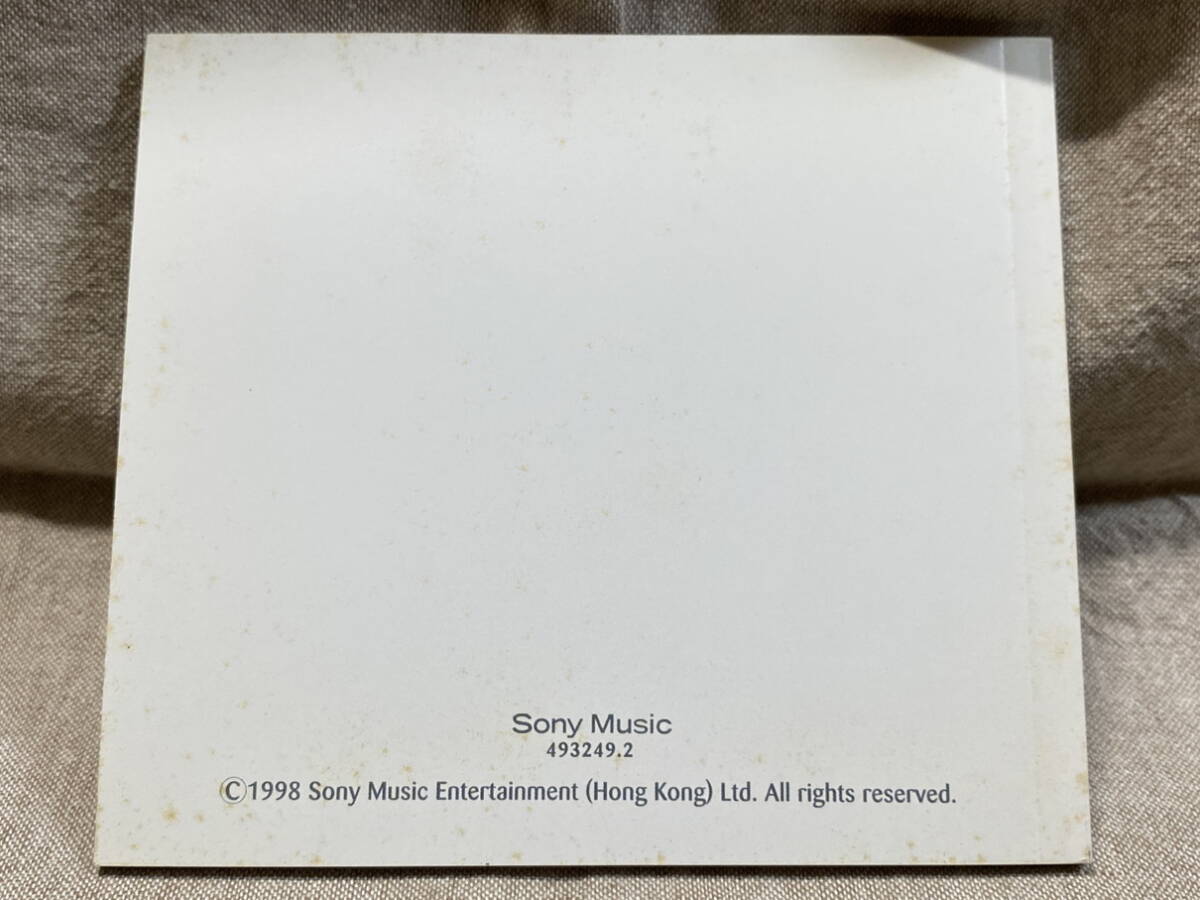 Sony Music
493249.2
©1998 Sony Music Entertainment (Hong Kong) Ltd. All rights reserved.